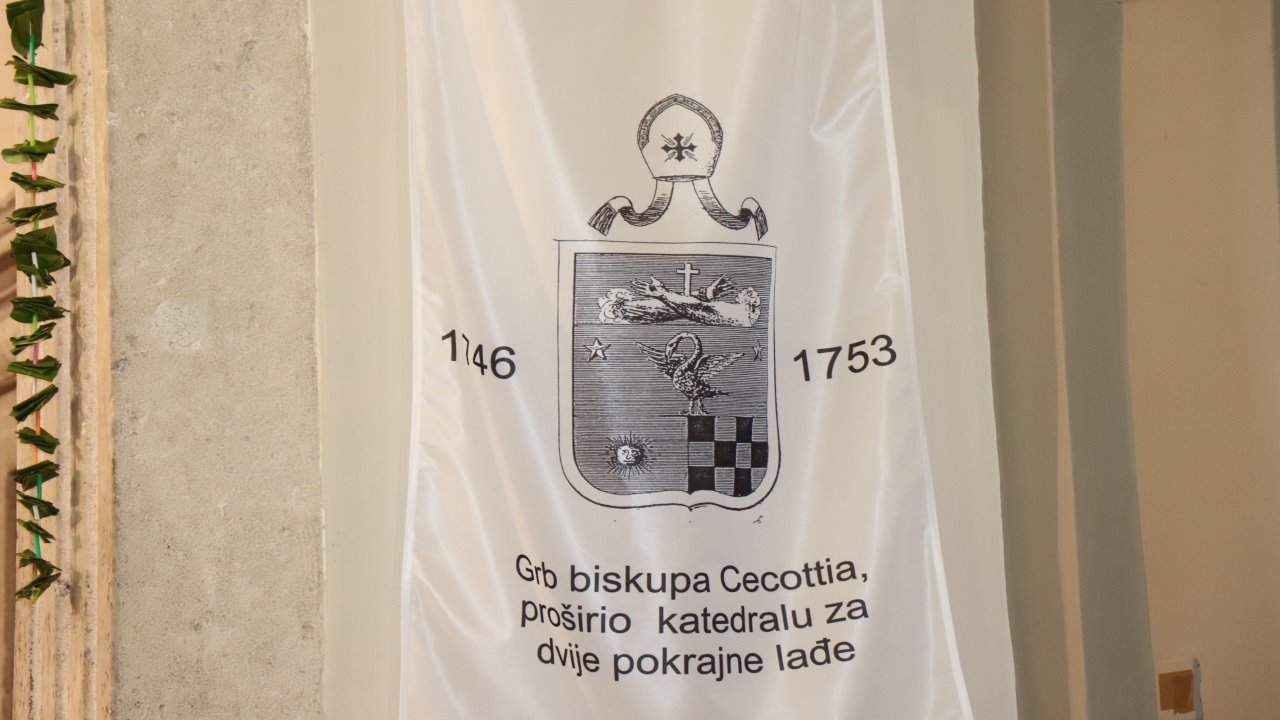 1746
1753
Grb biskupa Cecottia,
proširio katedralu za
dvije pokrajne lađe